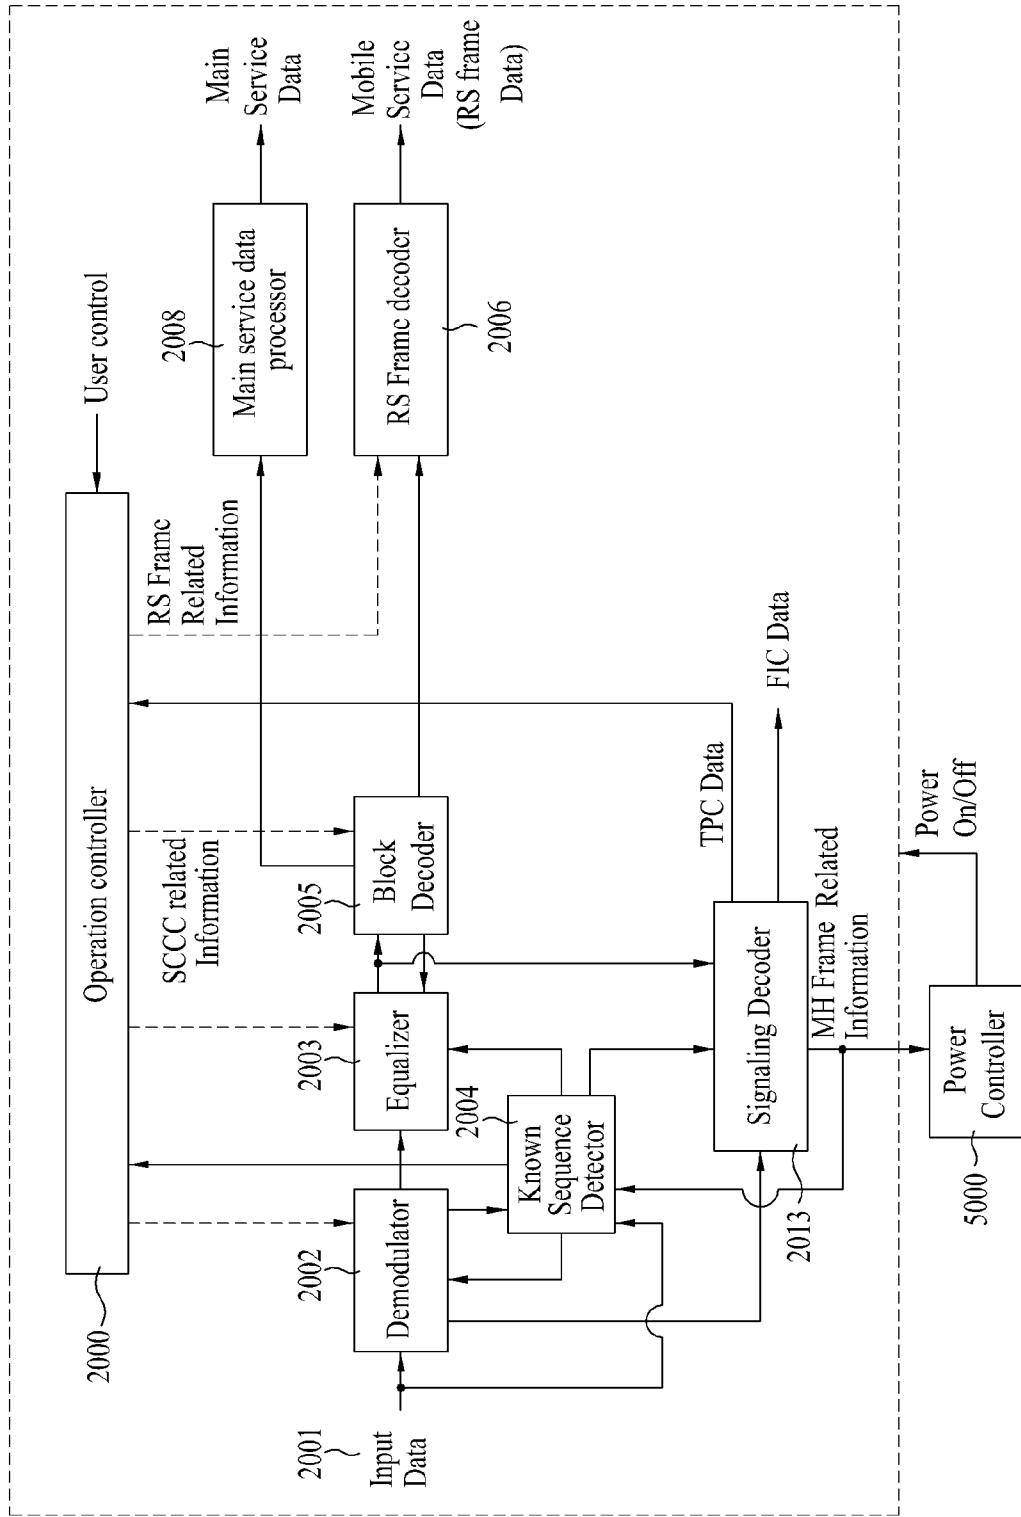 Operation controller
User control
2000
SCCC related
Information
RS Frame
Related
Information
2008
Main service data
processor
Main
Service
Data
2001
Input
Data
2002
Demodulator
2003
Equalizer
2005
Block
Decoder
RS Frame decoder
2006
Mobile
Service
Data
(RS frame
Data)
2004
Known
Sequence
Detector
TPC Data
2013
Signaling Decoder
FIC Data
MH Frame Related
Information
5000
Power
Controller
Power
On/Off